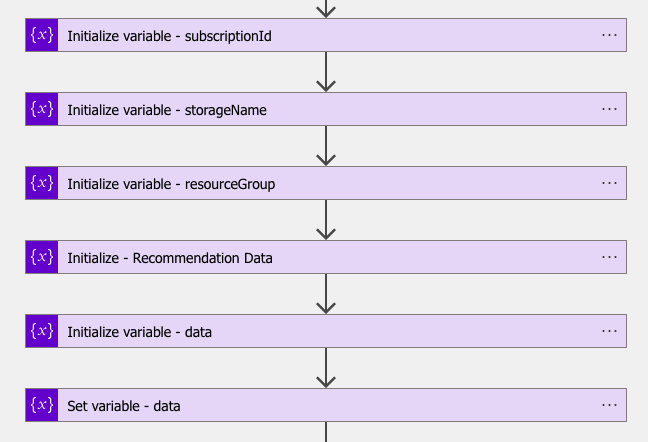 {x} Initialize variable - subscriptionId ...
{x} Initialize variable - storageName ...
{x} Initialize variable - resourceGroup ...
{x} Initialize - Recommendation Data ...
{x} Initialize variable - data ...
{x} Set variable - data ...